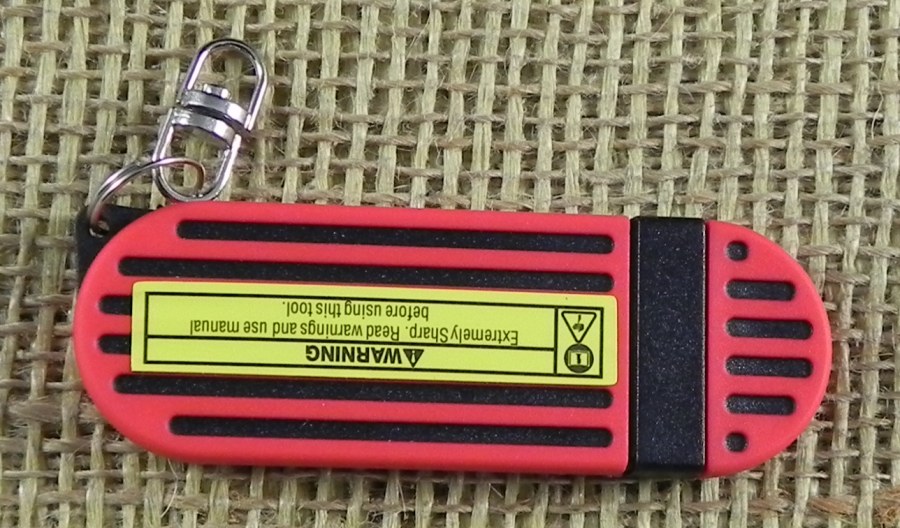 ⚠WARNING
Extremely Sharp. Read warnings and use manual
before using this tool.